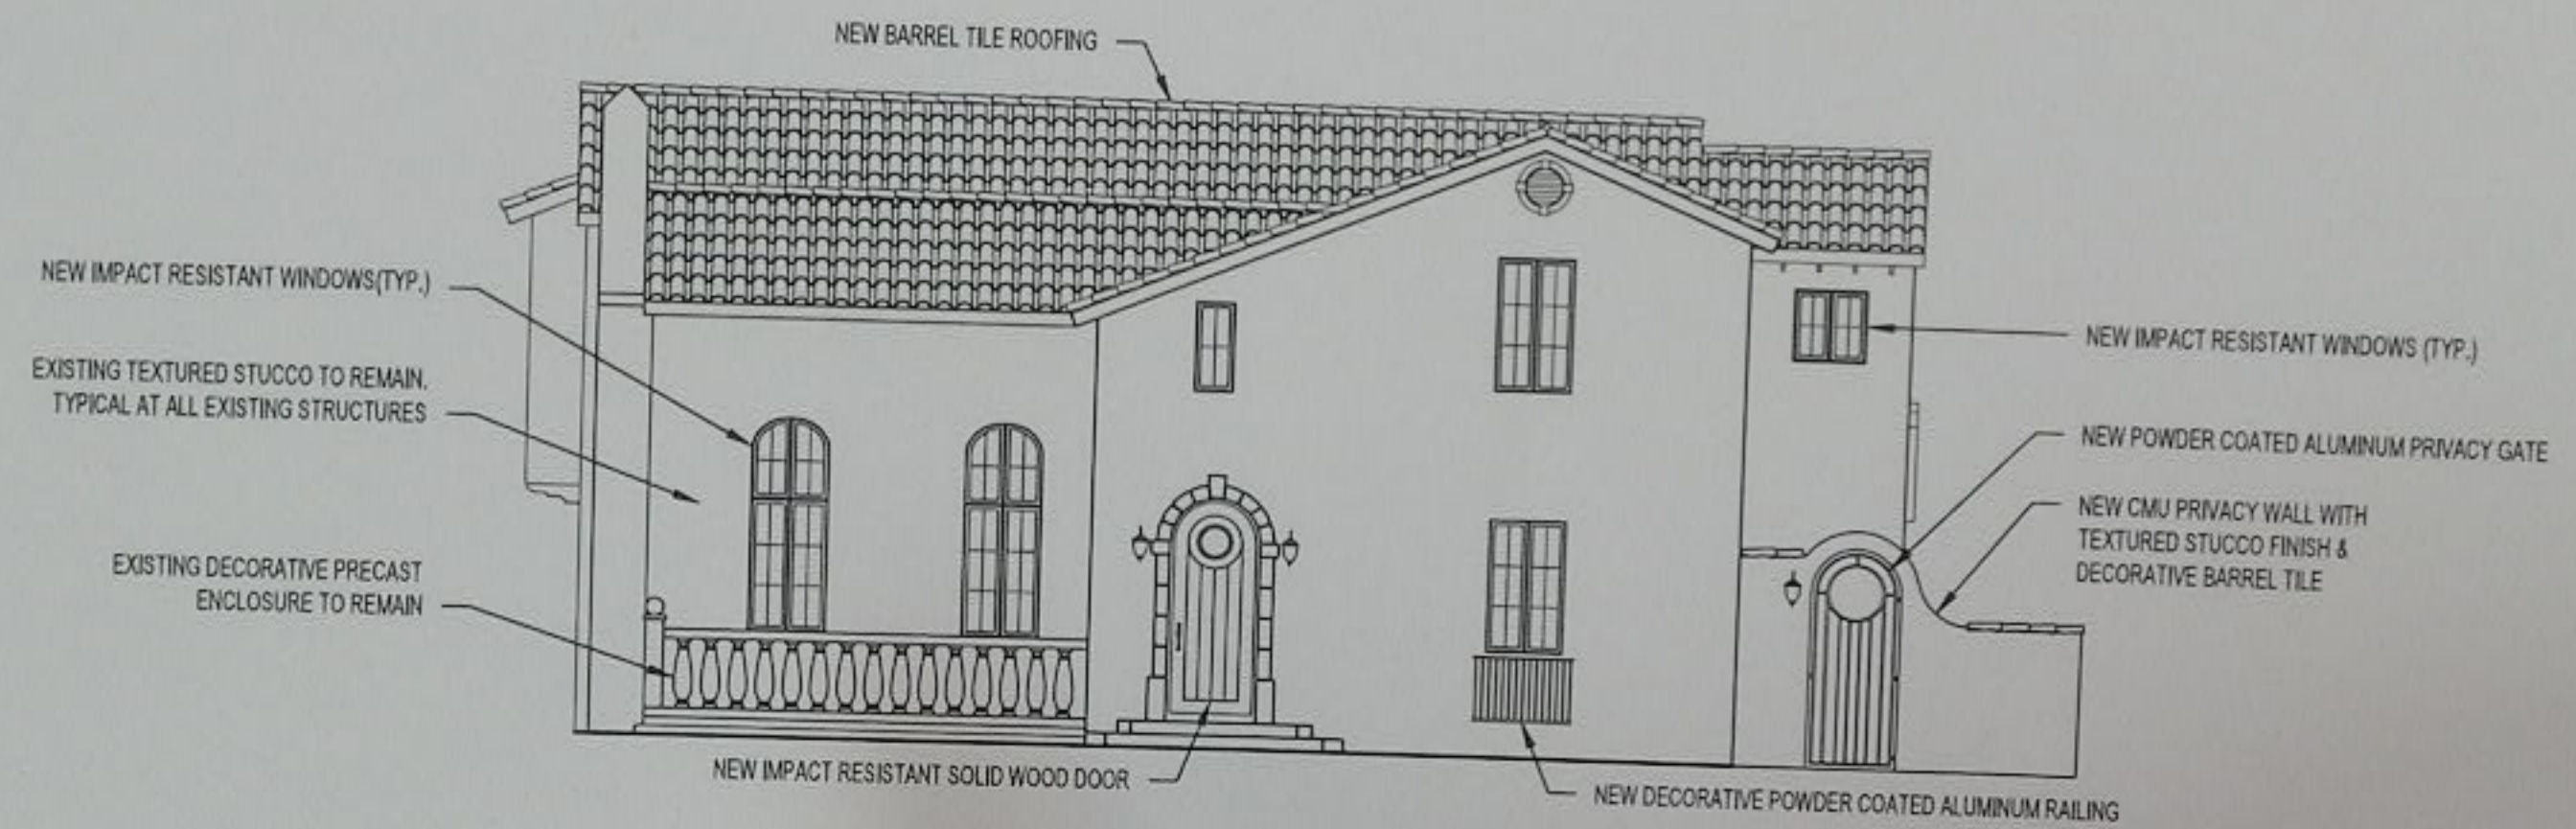 NEW BARREL TILE ROOFING
NEW IMPACT RESISTANT WINDOWS(TYP.)
EXISTING TEXTURED STUCCO TO REMAIN.
TYPICAL AT ALL EXISTING STRUCTURES
EXISTING DECORATIVE PRECAST
ENCLOSURE TO REMAIN
NEW IMPACT RESISTANT SOLID WOOD DOOR
NEW DECORATIVE POWDER COATED ALUMINUM RAILING
NEW IMPACT RESISTANT WINDOWS (TYP.)
NEW POWDER COATED ALUMINUM PRIVACY GATE
NEW CMU PRIVACY WALL WITH
TEXTURED STUCCO FINISH &
DECORATIVE BARREL TILE